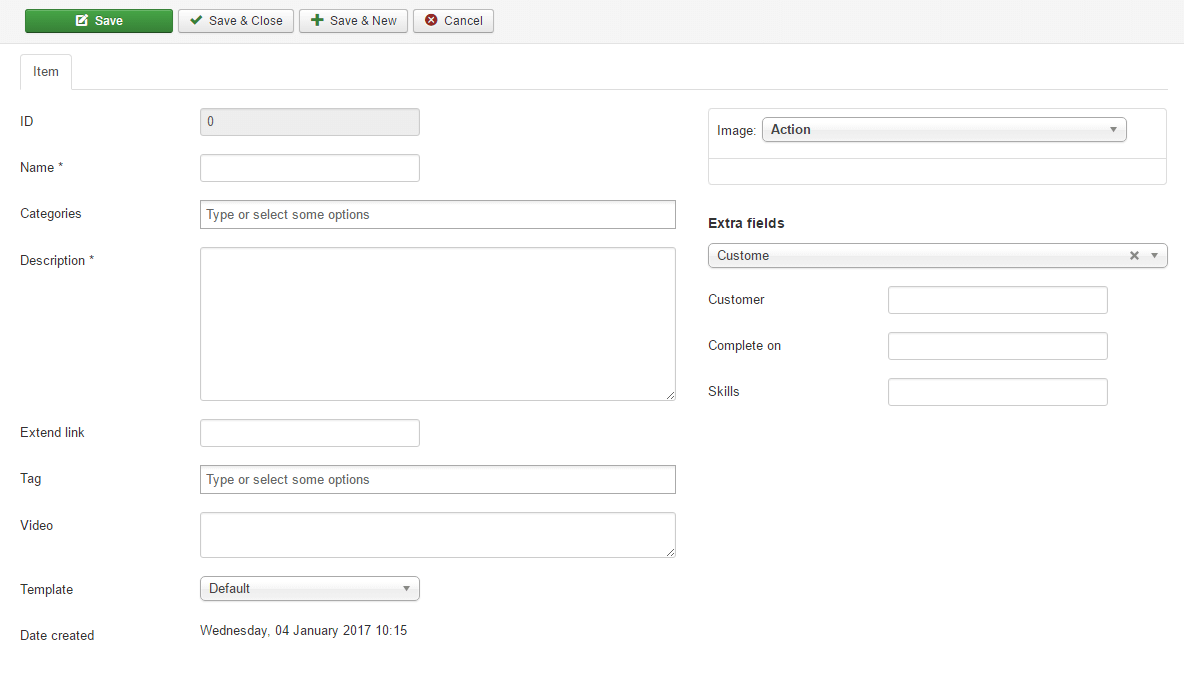 Save Save & Close Save & New Cancel
Item
ID 0
Name *
Categories Type or select some options
Description *
Extend link
Tag Type or select some options
Video
Template Default
Date created Wednesday, 04 January 2017 10:15
Image: Action
Extra fields
Custome
Customer
Complete on
Skills